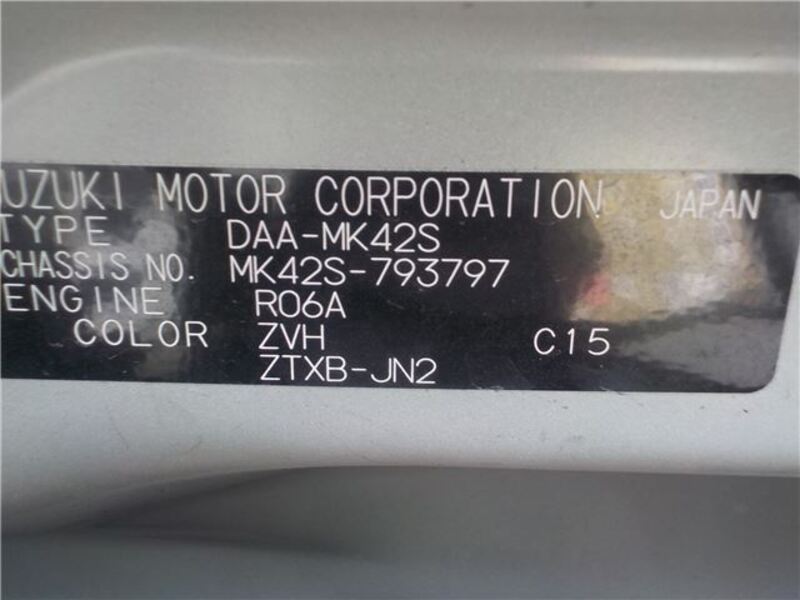 UZUKI MOTOR CORPORATION JAPAN
TYPE DAA-MK42S
CHASSIS NO. MK42S-793797
ENGINE R06A
COLOR ZVH C15
ZTXB-JN2